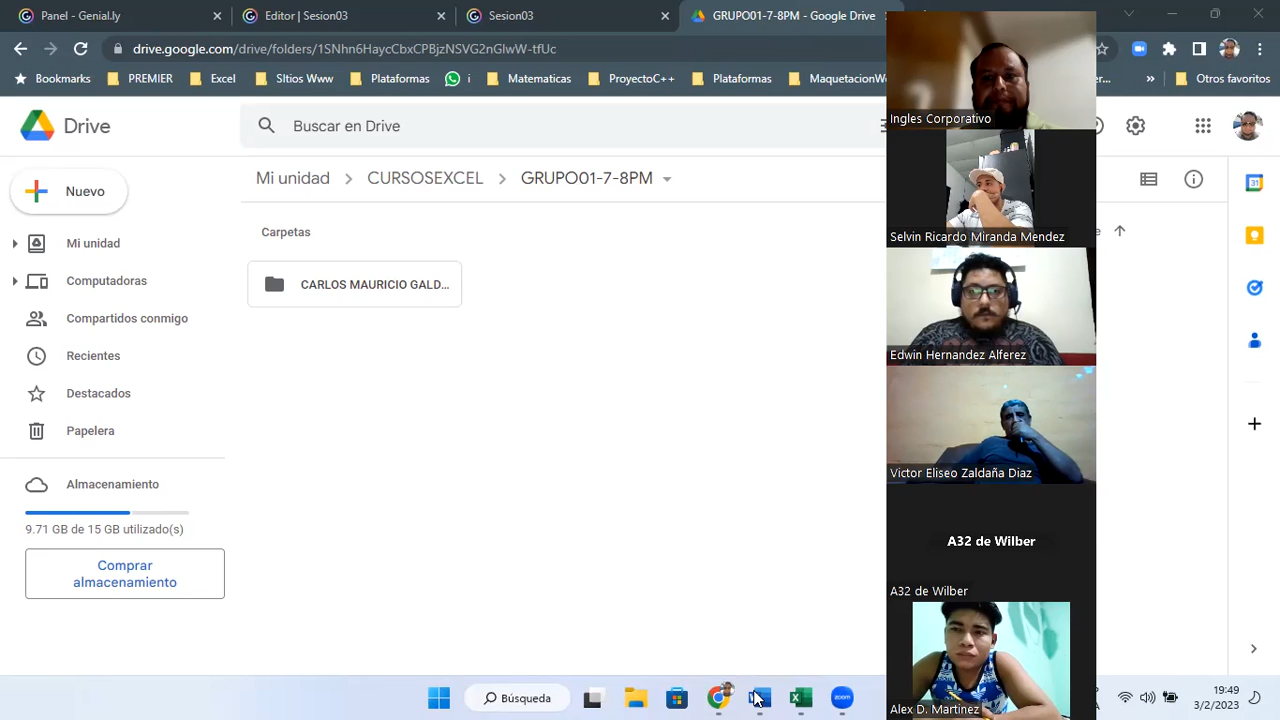 Genial.ly
Editor | Sesion03
Sesion03
GRUPO01-7-8PM - Google Drive
drive.google.com/drive/folders/1SNhn6HaycCbxCPBjzNSVG2nGlwW-tfUc
Bookmarks
PREMIER
Excel
ShareHotw
Plataformas
Matematicas
ProyectoC++
Plataformas
MaquetacionWe
»
Otros favoritos
Drive
Buscar en Drive
Nuevo
Mi unidad > CURSOSEXCEL > GRUPO01-7-8PM
Mi unidad
Computadoras
Compartidos conmigo
Recientes
Destacados
Papelera
Almacenamiento
9.71 GB de 15 GB utilizado(s)
Comprar
almacenamiento
Carpetas
CARLOS MAURICIO GALD...
Ingles Corporativo
Selvin Ricardo Miranda Mendez
Edwin Hernandez Alferez
Victor Eliseo Zaldaña Diaz
A32 de Wilber
A32 de Wilber
Alex D. Martinez
31
Búsqueda
zoom
19:49
3/2/2023